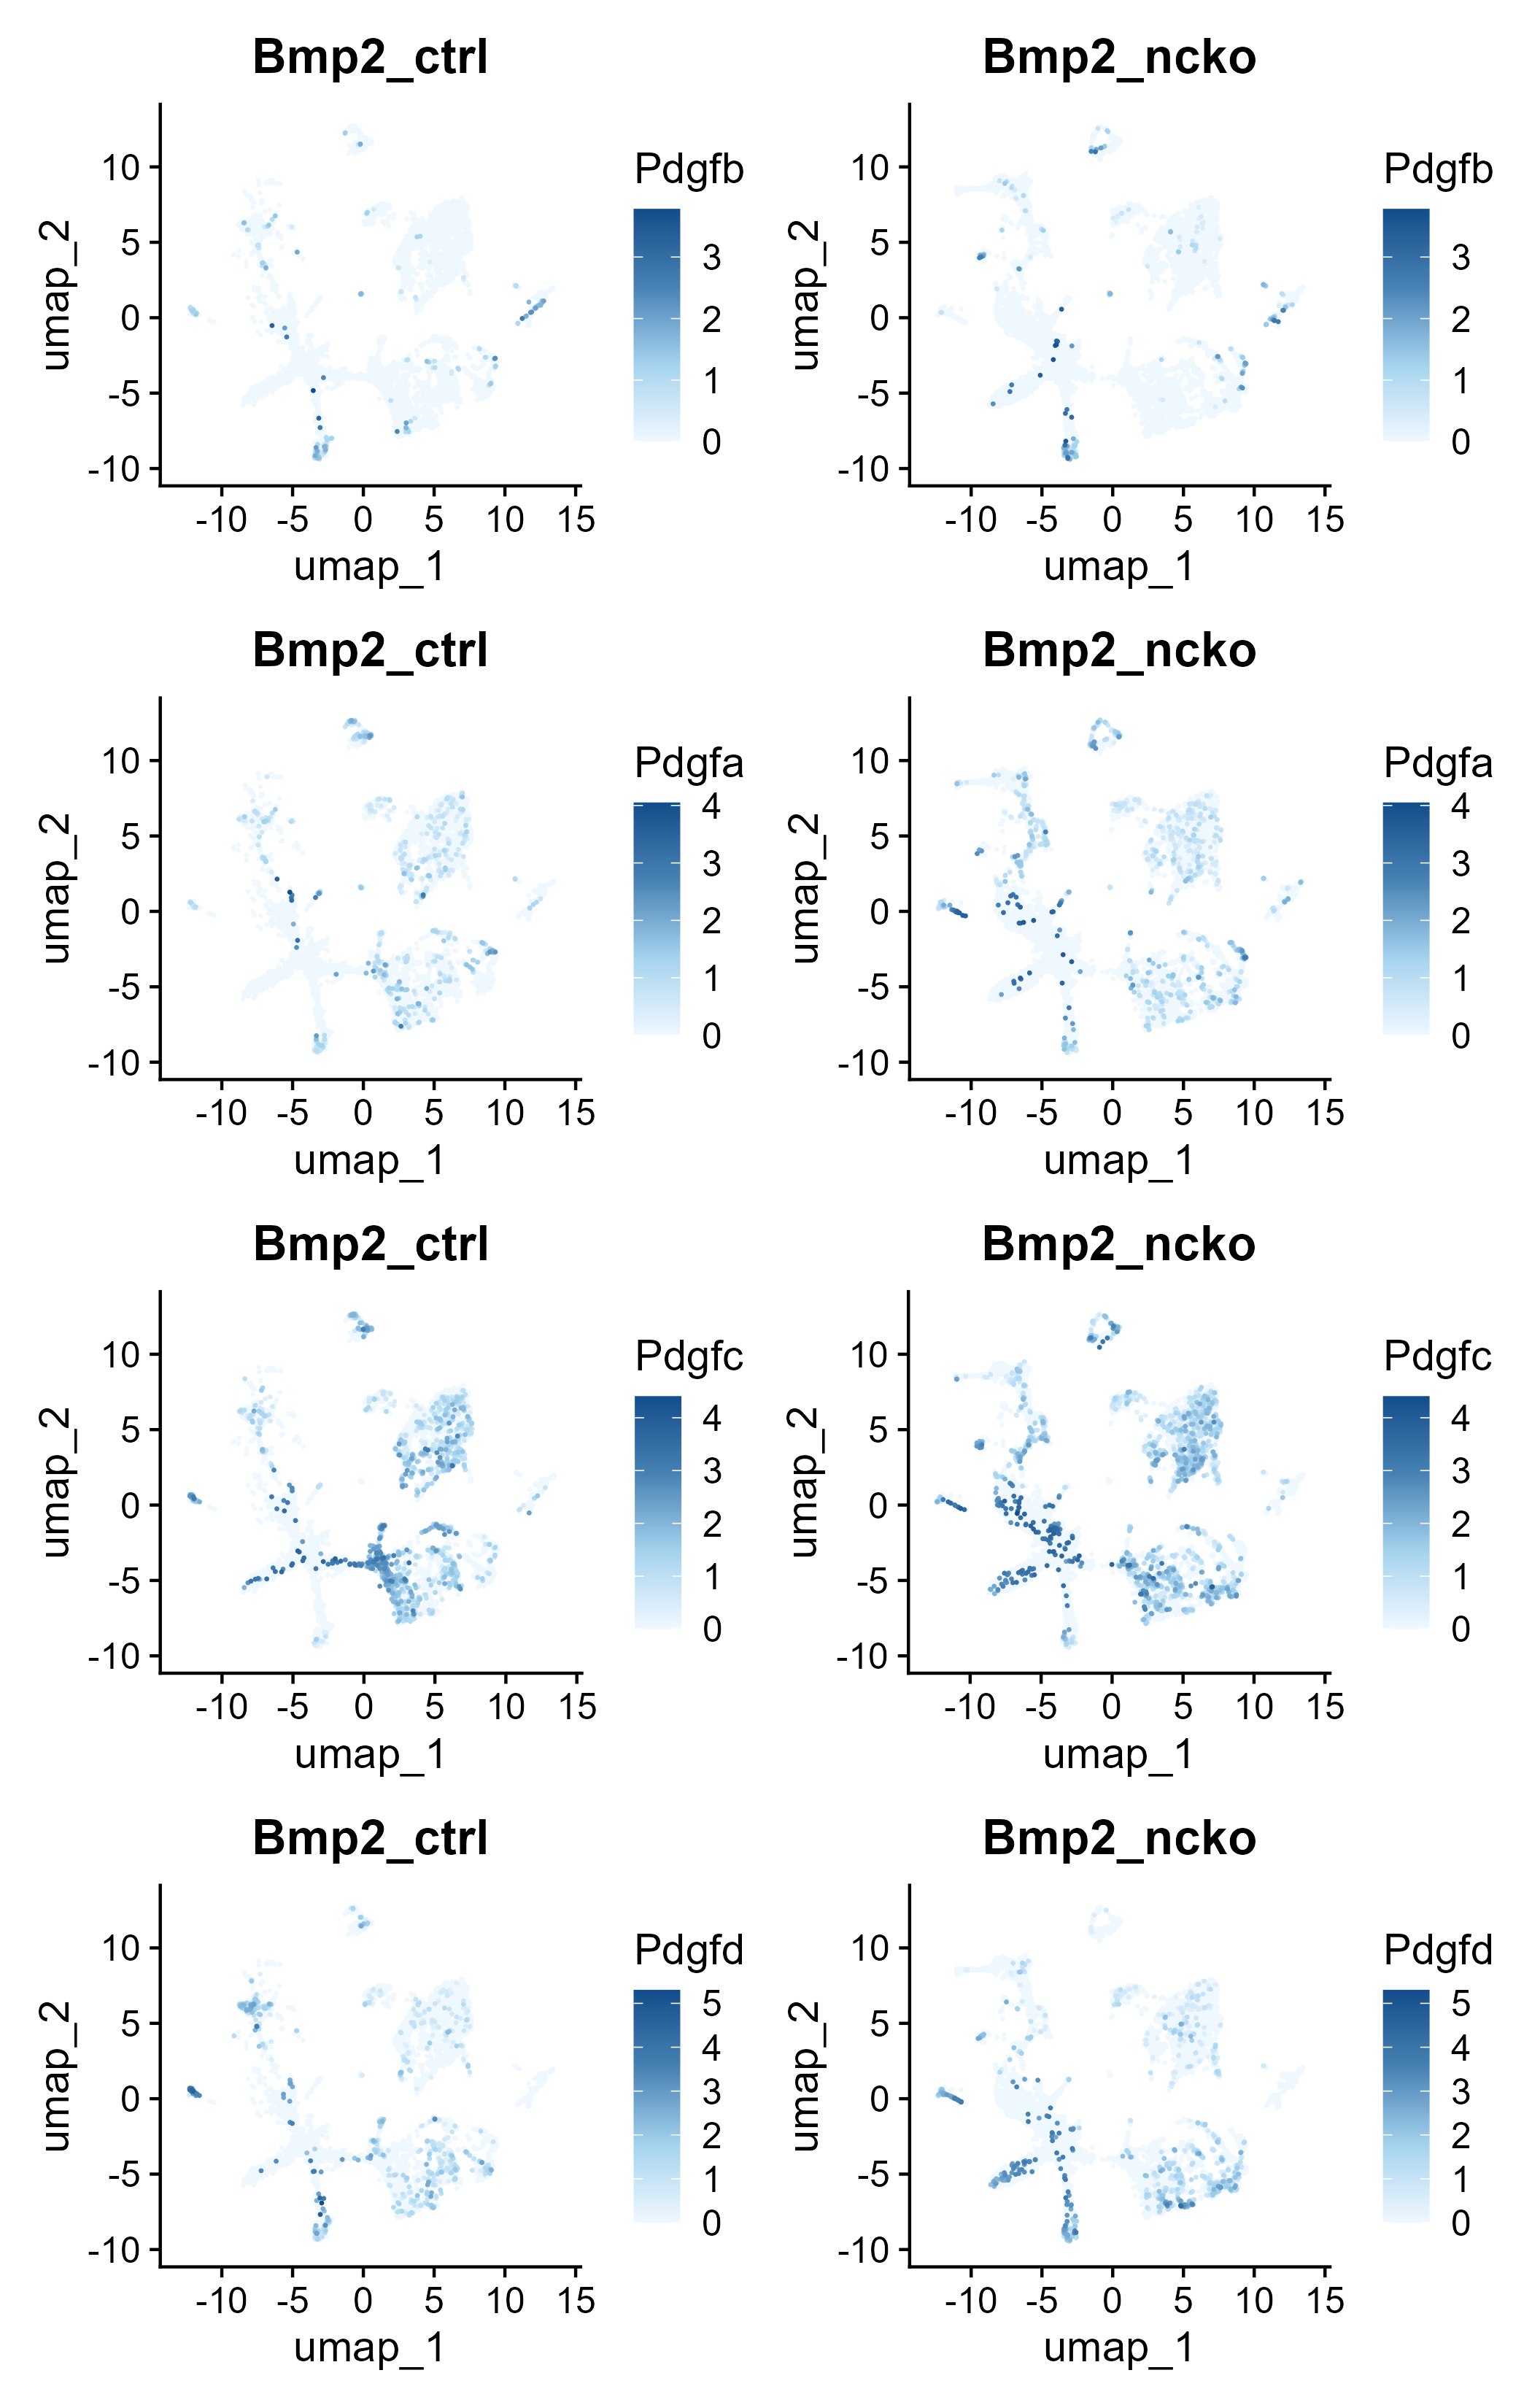 Bmp2_ctrl Bmp2_ncko
umap_2 10 5 0 -5 -10 Pdgfb 3 2 1 0 umap_2 10 5 0 -5 -10 Pdgfb 3 2 1 0
-10 -5 0 5 10 15 -10 -5 0 5 10 15
umap_1 umap_1
Bmp2_ctrl Bmp2_ncko
umap_2 10 5 0 -5 -10 Pdgfa 4 3 2 1 0 umap_2 10 5 0 -5 -10 Pdgfa 4 3 2 1 0
-10 -5 0 5 10 15 -10 -5 0 5 10 15
umap_1 umap_1
Bmp2_ctrl Bmp2_ncko
umap_2 10 5 0 -5 -10 Pdgfc 4 3 2 1 0 umap_2 10 5 0 -5 -10 Pdgfc 4 3 2 1 0
-10 -5 0 5 10 15 -10 -5 0 5 10 15
umap_1 umap_1
Bmp2_ctrl Bmp2_ncko
umap_2 10 5 0 -5 -10 Pdgfd 5 4 3 2 1 0 umap_2 10 5 0 -5 -10 Pdgfd 5 4 3 2 1 0
-10 -5 0 5 10 15 -10 -5 0 5 10 15
umap_1 umap_1